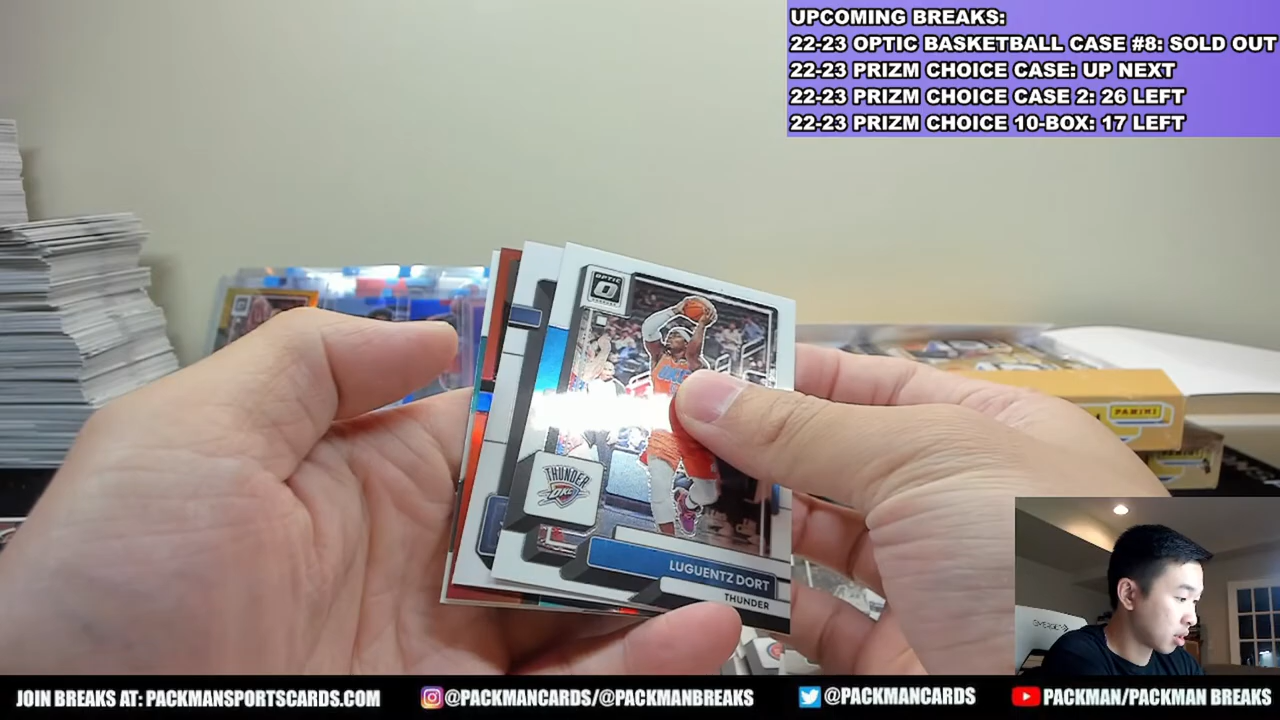 UPCOMING BREAKS:
22-23 OPTIC BASKETBALL CASE #8: SOLD OUT
22-23 PRIZM CHOICE CASE: UP NEXT
22-23 PRIZM CHOICE CASE 2: 26 LEFT
22-23 PRIZM CHOICE 10-BOX: 17 LEFT
OPTIC
PANINI
THUNDER
OKC
LUGUENTZ DORT
THUNDER
JOIN BREAKS AT: PACKMANSPORTSCARDS.COM
@PACKMANCARDS/@PACKMANBREAKS
@PACKMANCARDS
PACKMAN/PACKMAN BREAKS